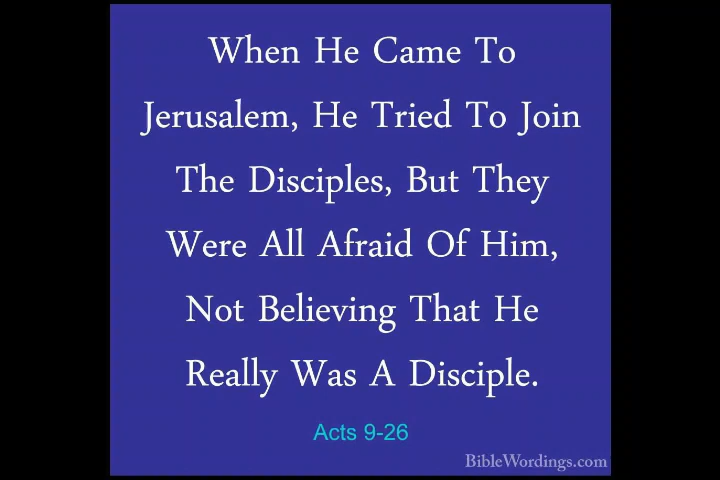 When He Came To
Jerusalem, He Tried To Join
The Disciples, But They
Were All Afraid Of Him,
Not Believing That He
Really Was A Disciple.
Acts 9-26
BibleWordings.com